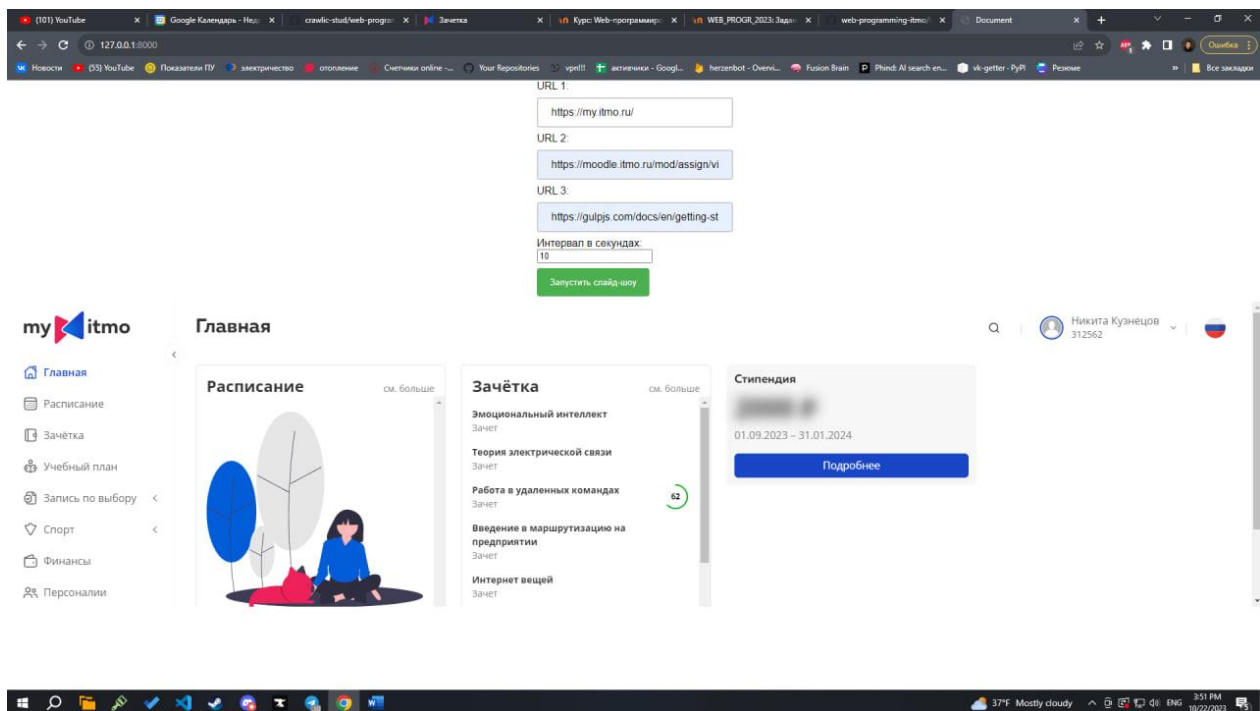 (101) YouTube
Google Календарь - Нед
crawlic-stud/web-progran
Зачетка
Курс: Web-программиро
WEB_PROGR_2023: Задан
web-programming-itmo/
Document
127.0.0.1:8000
Ошибка
Новости
(55) YouTube
Показатели ПУ
электричество
отопление
Счетчики online -...
Your Repositories
vpn!!!
активчики - Googl...
herzenbot - Overvi...
Fusion Brain
Phind: AI search en...
vk-getter · PyPI
Резюме
»
Все закладки
URL 1:
https://my.itmo.ru/
URL 2:
https://moodle.itmo.ru/mod/assign/vi
URL 3:
https://gulpjs.com/docs/en/getting-st
Интервал в секундах:
10
Запустить слайд-шоу
my itmo
Главная
Никита Кузнецов
312562
Главная
Расписание
Зачётка
Учебный план
Запись по выбору
Спорт
Финансы
Персоналии
Расписание
см. больше
Зачётка
см. больше
Эмоциональный интеллект
Зачет
Теория электрической связи
Зачет
Работа в удаленных командах
Зачет
62
Введение в маршрутизацию на
предприятии
Зачет
Интернет вещей
Зачет
Стипендия
01.09.2023 – 31.01.2024
Подробнее
37°F Mostly cloudy
ENG
3:51 PM
10/22/2023